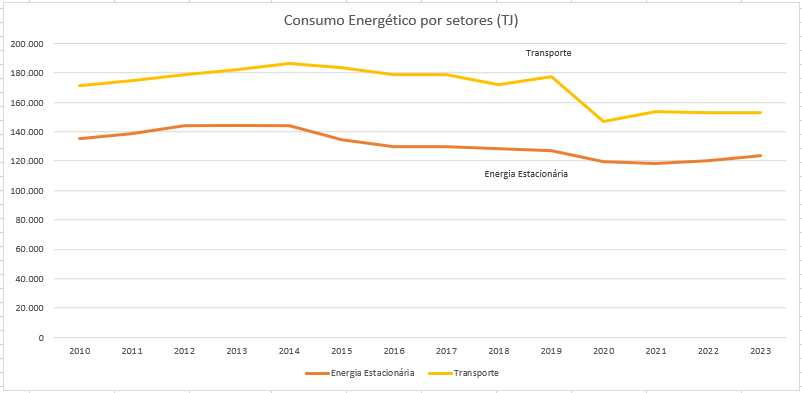 Consumo Energético por setores (TJ)
200.000
180.000
160.000
140.000
120.000
100.000
80.000
60.000
40.000
20.000
0
Transporte
Energia Estacionária
2010 2011 2012 2013 2014 2015 2016 2017 2018 2019 2020 2021 2022 2023
Energia Estacionária Transporte